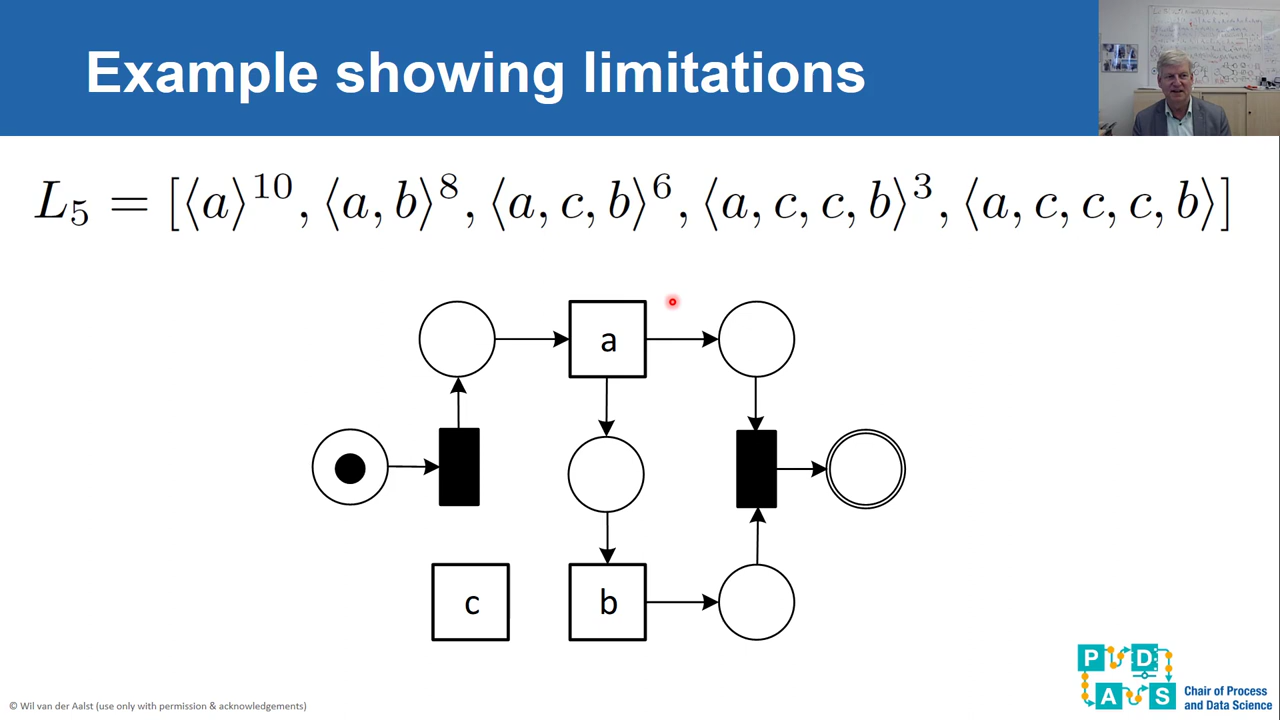 Example showing limitations
L₅ = [⟨a⟩¹⁰, ⟨a, b⟩⁸, ⟨a, c, b⟩⁶, ⟨a, c, c, b⟩³, ⟨a, c, c, c, b⟩]
a
c
b
P D
A S
Chair of Process
and Data Science
© Wil van der Aalst (use only with permission & acknowledgements)